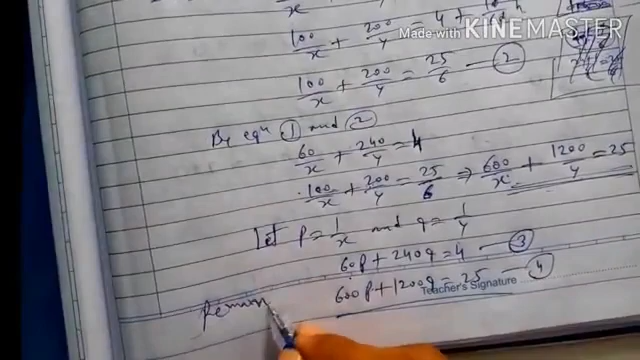 x
100/x + 200/y = 4 +
Made with KINEMASTER
100/x + 200/y = 25/6 — (2)
By eqn (1) and (2)
60/x + 240/y = 4
100/x + 200/y = 25/6 ⇒ 600/x + 1200/y = 25
Let p = 1/x and q = 1/y
60p + 240q = 4 — (3)
600p + 1200q = 25 — (4)
Teacher's Signature